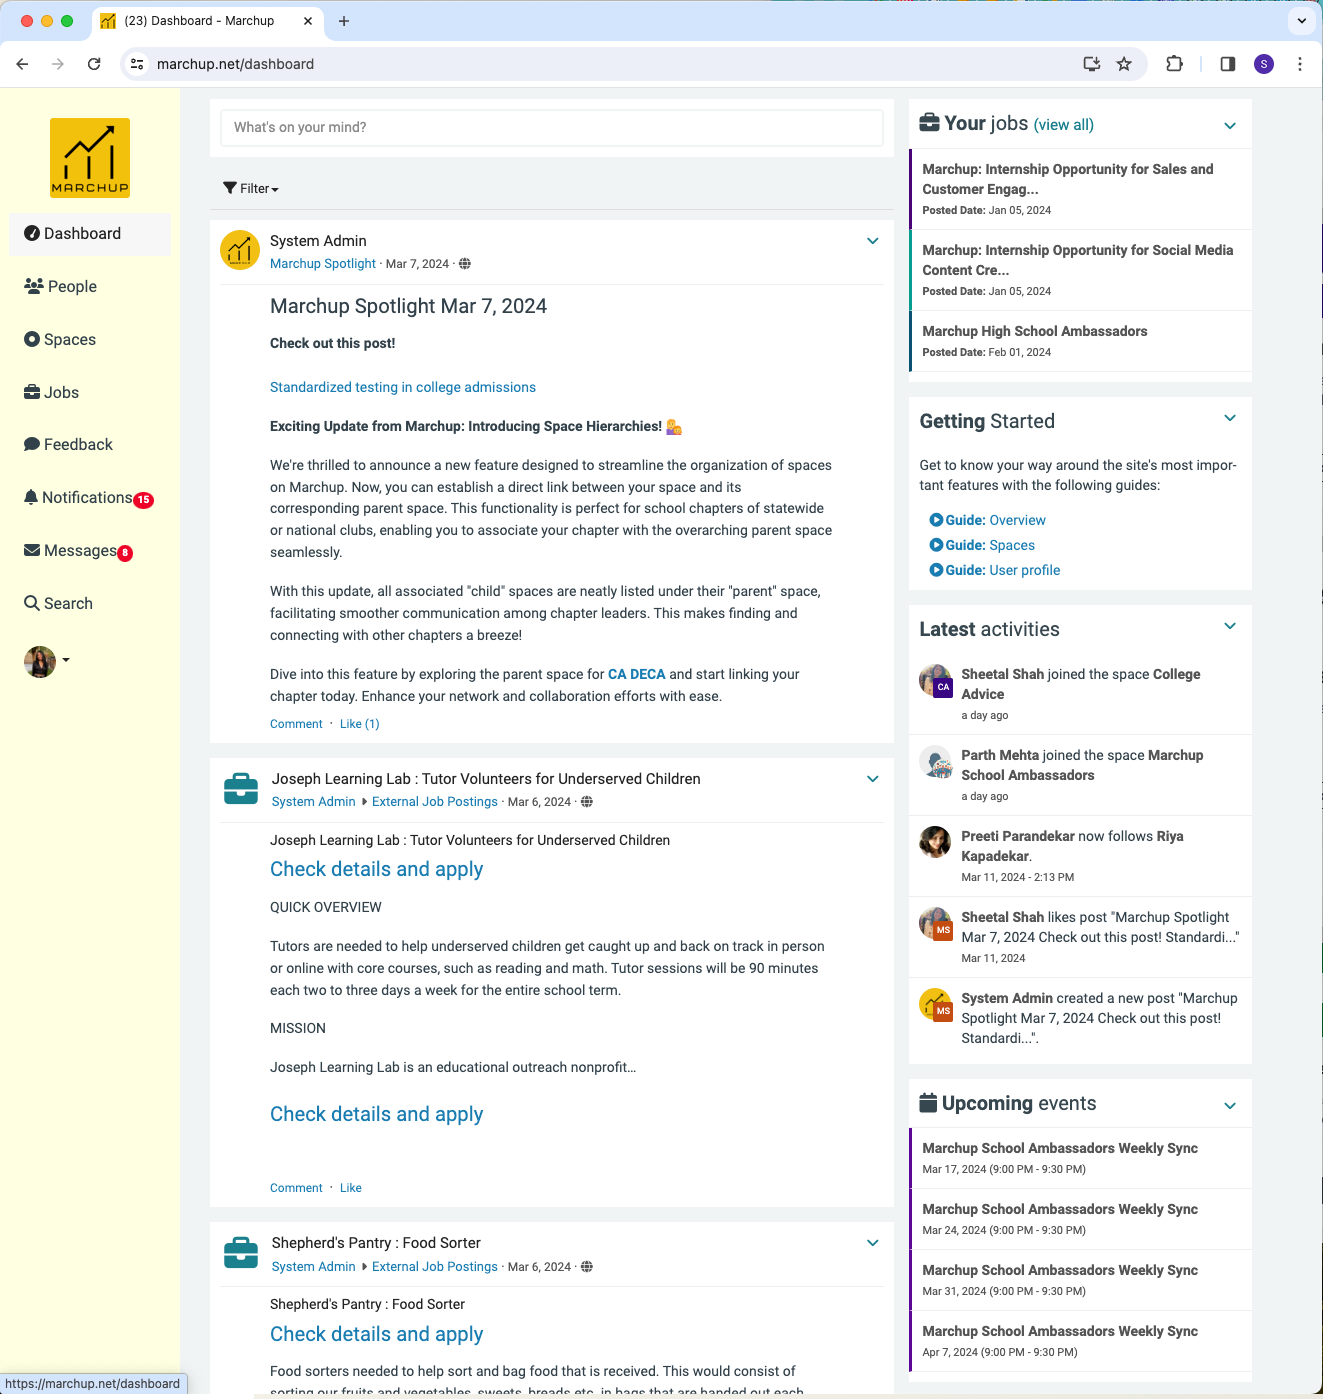 (23) Dashboard - Marchup
marchup.net/dashboard
S
MARCHUP
Dashboard
People
Spaces
Jobs
Feedback
Notifications 15
Messages 8
Search
What's on your mind?
Filter
System Admin
Marchup Spotlight · Mar 7, 2024 ·
Marchup Spotlight Mar 7, 2024
Check out this post!
Standardized testing in college admissions
Exciting Update from Marchup: Introducing Space Hierarchies!
We're thrilled to announce a new feature designed to streamline the organization of spaces
on Marchup. Now, you can establish a direct link between your space and its
corresponding parent space. This functionality is perfect for school chapters of statewide
or national clubs, enabling you to associate your chapter with the overarching parent space
seamlessly.
With this update, all associated "child" spaces are neatly listed under their "parent" space,
facilitating smoother communication among chapter leaders. This makes finding and
connecting with other chapters a breeze!
Dive into this feature by exploring the parent space for CA DECA and start linking your
chapter today. Enhance your network and collaboration efforts with ease.
Comment · Like (1)
Joseph Learning Lab : Tutor Volunteers for Underserved Children
System Admin External Job Postings · Mar 6, 2024 ·
Joseph Learning Lab : Tutor Volunteers for Underserved Children
Check details and apply
QUICK OVERVIEW
Tutors are needed to help underserved children get caught up and back on track in person
or online with core courses, such as reading and math. Tutor sessions will be 90 minutes
each two to three days a week for the entire school term.
MISSION
Joseph Learning Lab is an educational outreach nonprofit…
Check details and apply
Comment · Like
Shepherd's Pantry : Food Sorter
System Admin External Job Postings · Mar 6, 2024 ·
Shepherd's Pantry : Food Sorter
Check details and apply
Food sorters needed to help sort and bag food that is received. This would consist of
sorting our fruits and vegetables, sweets, breads etc. in bags that are handed out each
Your jobs (view all)
Marchup: Internship Opportunity for Sales and
Customer Engag...
Posted Date: Jan 05, 2024
Marchup: Internship Opportunity for Social Media
Content Cre...
Posted Date: Jan 05, 2024
Marchup High School Ambassadors
Posted Date: Feb 01, 2024
Getting Started
Get to know your way around the site's most impor-
tant features with the following guides:
Guide: Overview
Guide: Spaces
Guide: User profile
Latest activities
CA
Sheetal Shah joined the space College
Advice
a day ago
Parth Mehta joined the space Marchup
School Ambassadors
a day ago
Preeti Parandekar now follows Riya
Kapadekar.
Mar 11, 2024 - 2:13 PM
MS
Sheetal Shah likes post "Marchup Spotlight
Mar 7, 2024 Check out this post! Standardi..."
Mar 11, 2024
MS
System Admin created a new post "Marchup
Spotlight Mar 7, 2024 Check out this post!
Standardi...".
Upcoming events
Marchup School Ambassadors Weekly Sync
Mar 17, 2024 (9:00 PM - 9:30 PM)
Marchup School Ambassadors Weekly Sync
Mar 24, 2024 (9:00 PM - 9:30 PM)
Marchup School Ambassadors Weekly Sync
Mar 31, 2024 (9:00 PM - 9:30 PM)
Marchup School Ambassadors Weekly Sync
Apr 7, 2024 (9:00 PM - 9:30 PM)
https://marchup.net/dashboard